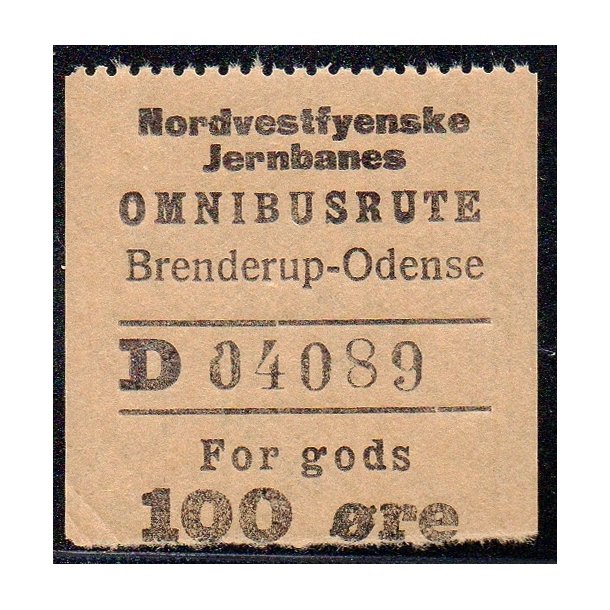 Nordvestfyenske
Jernbanes
OMNIBUSRUTE
Brenderup-Odense
D 04089
For gods
100 øre